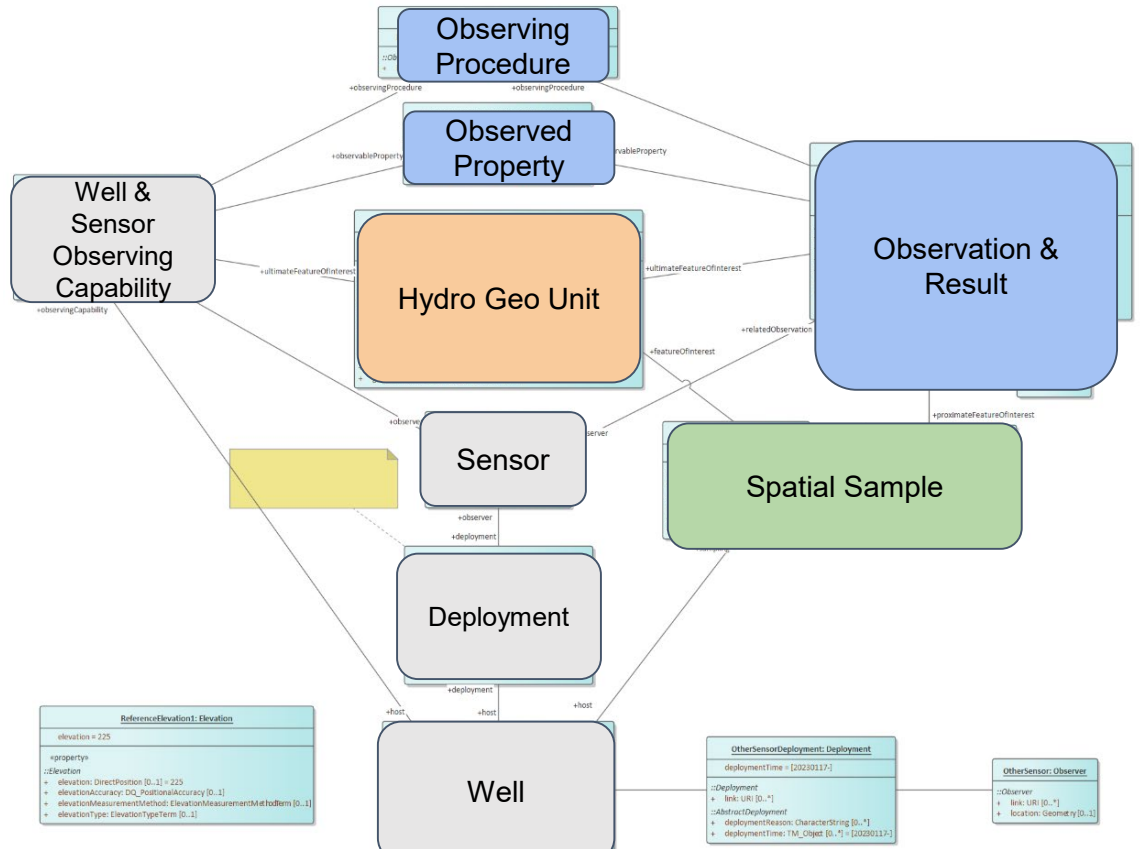 Observing
Procedure
::Ob
+
+observingProcedure
+observingProcedure
Observed
Property
+observableProperty
rvableProperty
Well &
Sensor
Observing
Capability
+observingCapability
Observation &
Result
+ultimateFeatureOfInterest
+ultimateFeatureOfInterest
Hydro Geo Unit
+
+relatedObservation
+featureOfInterest
+proximateFeatureOfInterest
+observe
server
Sensor
Spatial Sample
+observer
+deployment
Deployment
+deployment
+host
+host
+host
Well
ReferenceElevation1: Elevation
elevation = 225
«property»
::Elevation
+ elevation: DirectPosition [0..1] = 225
+ elevationAccuracy: DQ_PositionalAccuracy [0..1]
+ elevationMeasurementMethod: ElevationMeasurementMethodTerm [0..1]
+ elevationType: ElevationTypeTerm [0..1]
OtherSensorDeployment: Deployment
deploymentTime = [20230117-]
::Deployment
+ link: URI [0..*]
::AbstractDeployment
+ deploymentReason: CharacterString [0..*]
+ deploymentTime: TM_Object [0..*] = [20230117-]
OtherSensor: Observer
::Observer
+ link: URI [0..*]
+ location: Geometry [0..1]